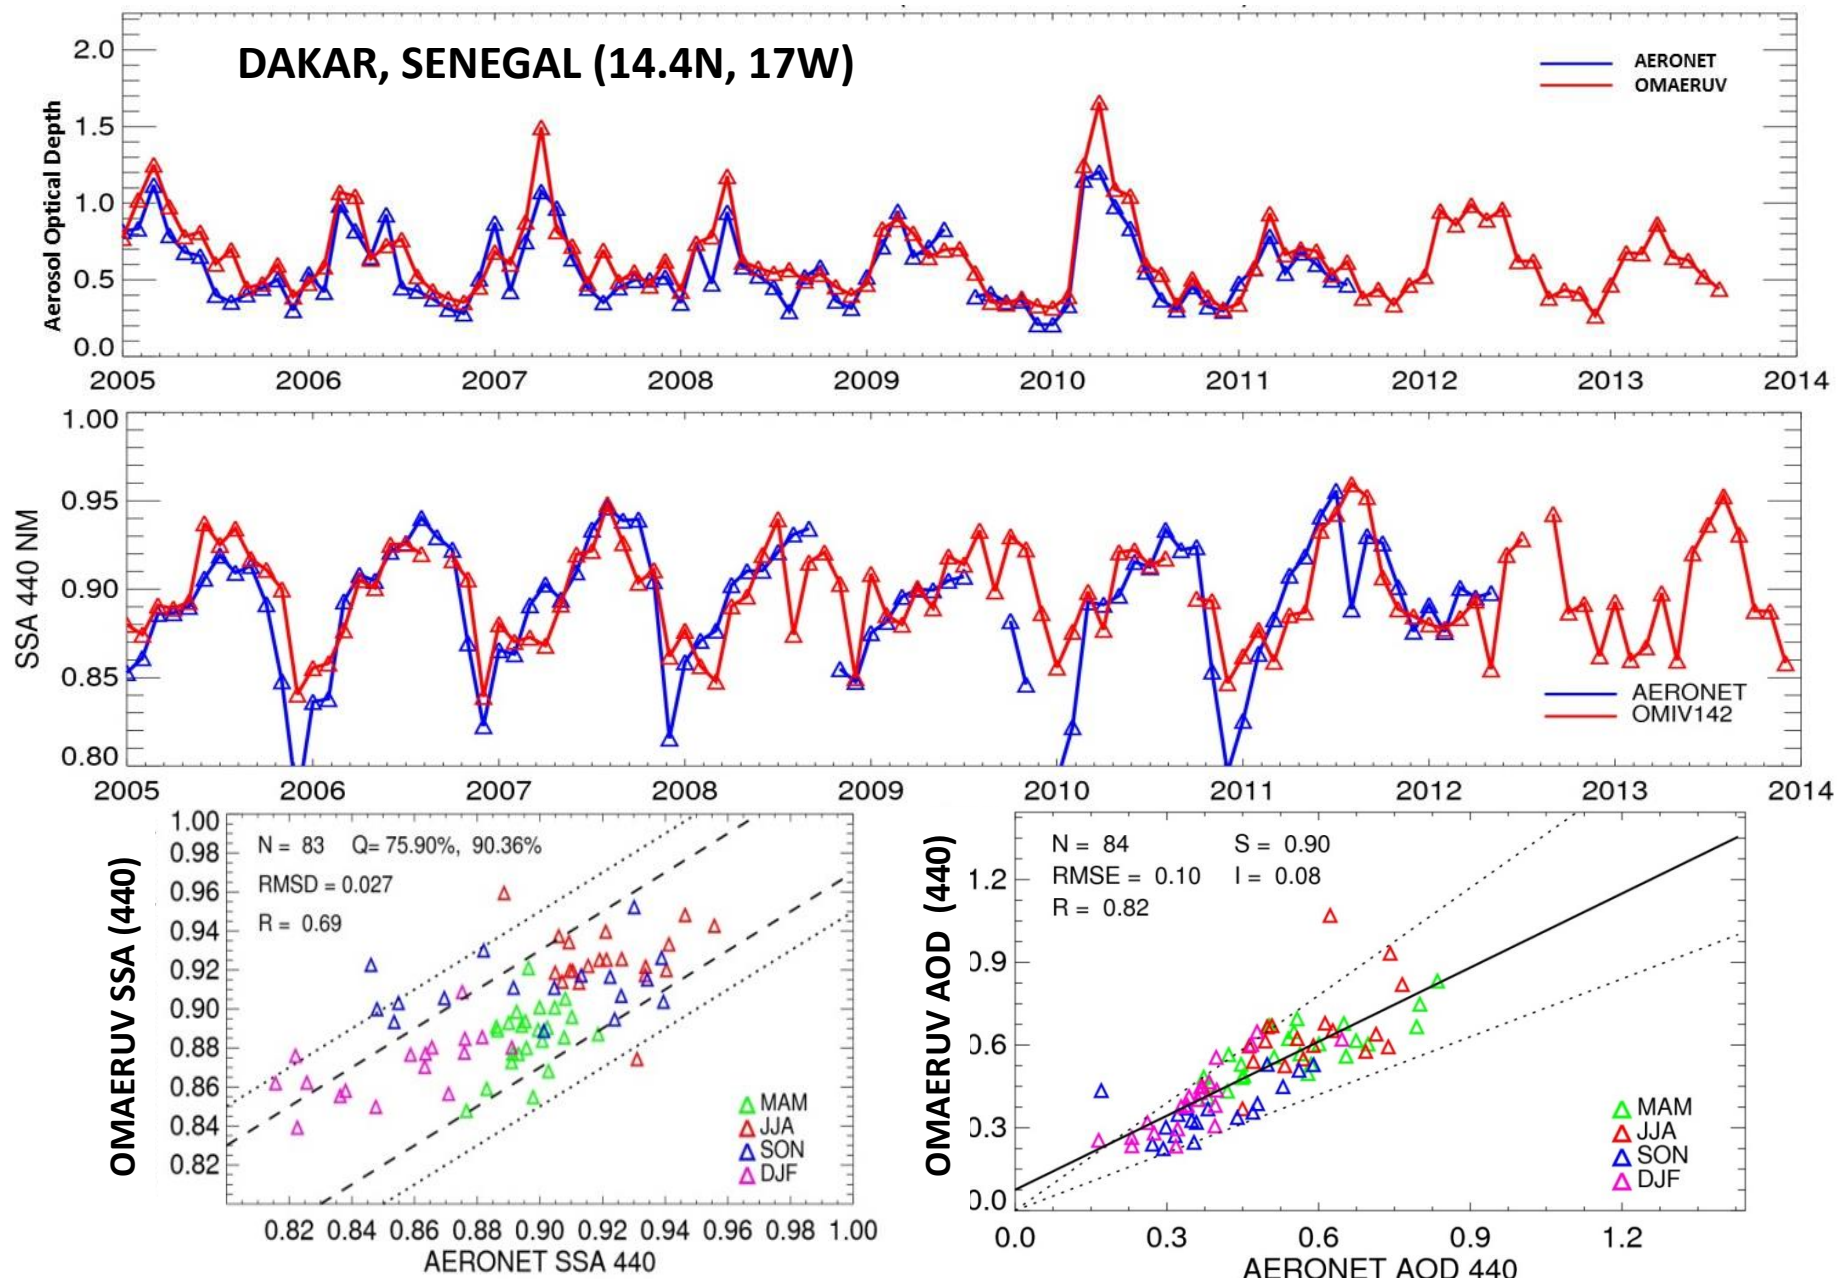 DAKAR, SENEGAL (14.4N, 17W)
AERONET
OMAERUV
Aerosol Optical Depth
2.0
1.5
1.0
0.5
0.0
2005 2006 2007 2008 2009 2010 2011 2012 2013 2014
SSA 440 NM
1.00
0.95
0.90
0.85
0.80
AERONET
OMIV142
2005 2006 2007 2008 2009 2010 2011 2012 2013 2014
OMAERUV SSA (440)
1.00
0.98
0.96
0.94
0.92
0.90
0.88
0.86
0.84
0.82
N = 83 Q= 75.90%, 90.36%
RMSD = 0.027
R = 0.69
MAM
JJA
SON
DJF
0.82 0.84 0.86 0.88 0.90 0.92 0.94 0.96 0.98 1.00
AERONET SSA 440
OMAERUV AOD (440)
1.2
0.9
0.6
0.3
0.0
N = 84 S = 0.90
RMSE = 0.10 I = 0.08
R = 0.82
MAM
JJA
SON
DJF
0.0 0.3 0.6 0.9 1.2
AERONET AOD 440